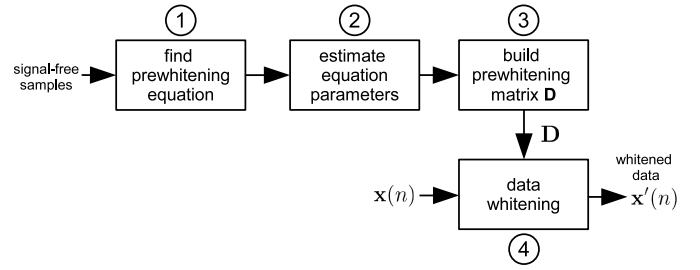 1
2
3
signal-free
samples
find
prewhitening
equation
estimate
equation
parameters
build
prewhitening
matrix D
D
x(n)
data
whitening
whitened
data
x′(n)
4